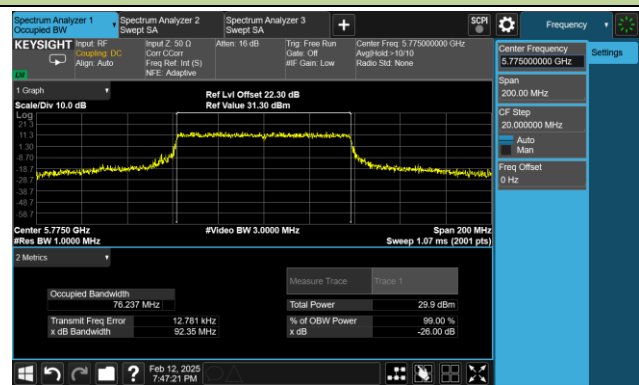 Spectrum Analyzer 1
Occupied BW
Spectrum Analyzer 2
Swept SA
Spectrum Analyzer 3
Swept SA
+
SCPI
Frequency
KEYSIGHT
Input: RF
Coupling: DC
Align: Auto
Input Z: 50 Ω
Corr CCorr
Freq Ref: Int (S)
NFE: Adaptive
Atten: 16 dB
Trig: Free Run
Gate: Off
#IF Gain: Low
Center Freq: 5.775000000 GHz
Avg|Hold:>10/10
Radio Std: None
Center Frequency
5.775000000 GHz
Settings
Span
200.00 MHz
CF Step
20.000000 MHz
Auto
Man
Freq Offset
0 Hz
1 Graph
Scale/Div 10.0 dB
Ref Lvl Offset 22.30 dB
Ref Value 31.30 dBm
Log
21.3
11.3
1.30
-8.70
-18.7
-28.7
-38.7
-48.7
-58.7
Center 5.7750 GHz
#Res BW 1.0000 MHz
#Video BW 3.0000 MHz
Span 200 MHz
Sweep 1.07 ms (2001 pts)
2 Metrics
Measure Trace
Trace 1
Occupied Bandwidth
76.237 MHz
Total Power
29.9 dBm
Transmit Freq Error
12.781 kHz
% of OBW Power
99.00 %
x dB Bandwidth
92.35 MHz
x dB
-26.00 dB
?
Feb 12, 2025
7:47:21 PM